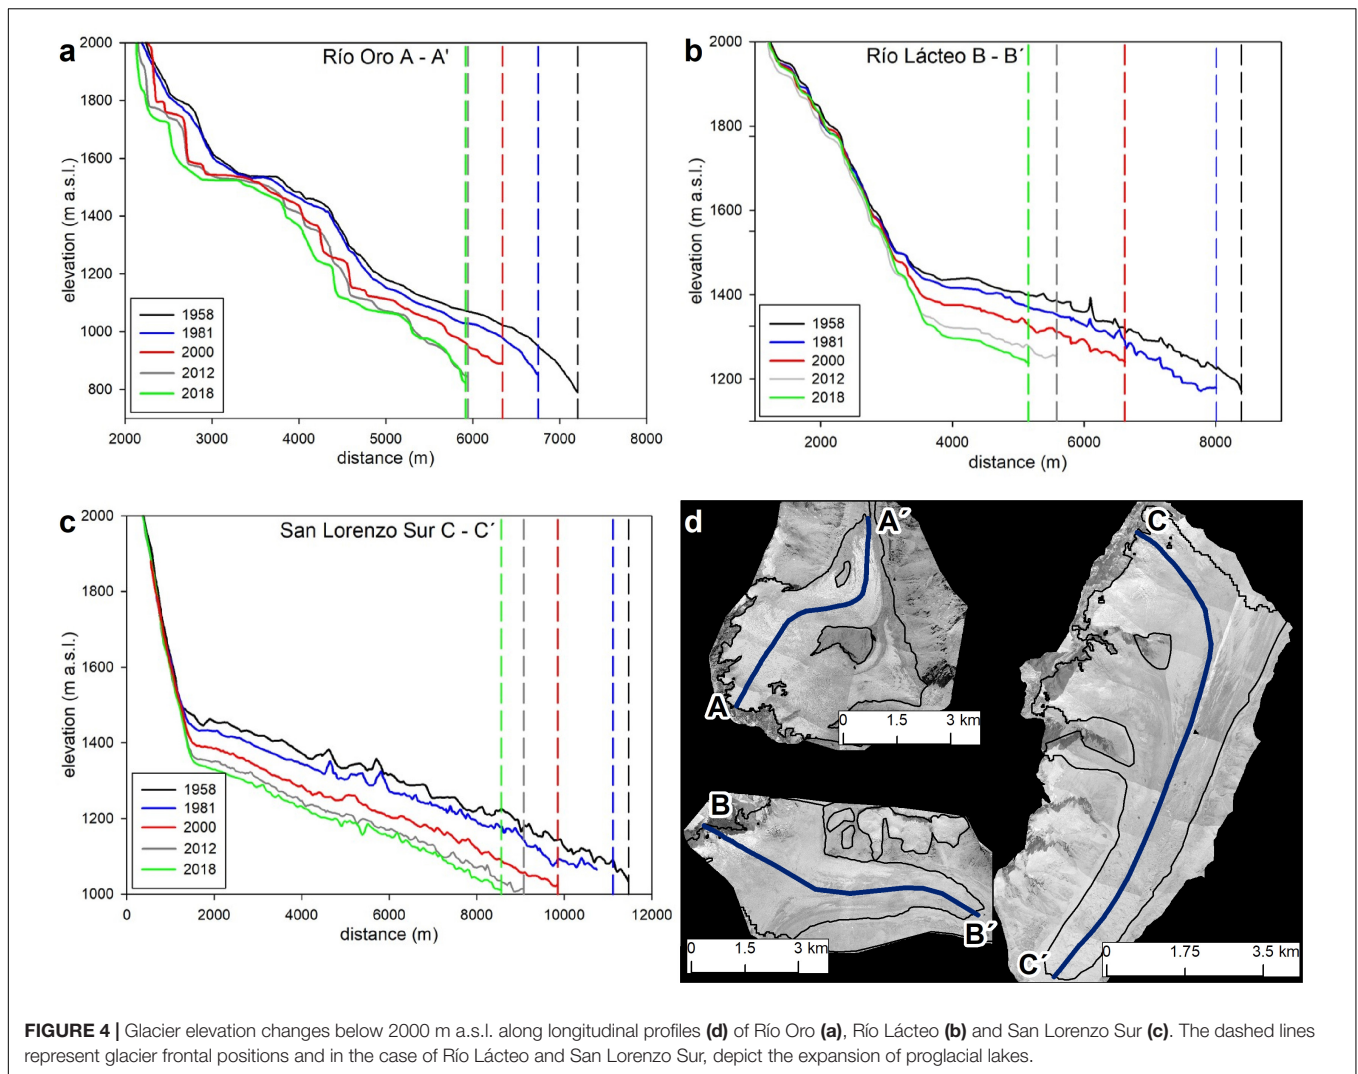 a
Río Oro A - A'
elevation (m a.s.l.)
2000
1800
1600
1400
1200
1000
800
1958
1981
2000
2012
2018
2000 3000 4000 5000 6000 7000 8000
distance (m)
b
Río Lácteo B - B´
elevation (m a.s.l.)
2000
1800
1600
1400
1200
1958
1981
2000
2012
2018
2000 4000 6000 8000
distance (m)
c
San Lorenzo Sur C - C´
elevation (m a.s.l.)
2000
1800
1600
1400
1200
1000
1958
1981
2000
2012
2018
0 2000 4000 6000 8000 10000 12000
distance (m)
d
A´
A
0 1.5 3 km
B
B´
0 1.5 3 km
C
C´
0 1.75 3.5 km
FIGURE 4 | Glacier elevation changes below 2000 m a.s.l. along longitudinal profiles (d) of Río Oro (a), Río Lácteo (b) and San Lorenzo Sur (c). The dashed lines
represent glacier frontal positions and in the case of Río Lácteo and San Lorenzo Sur, depict the expansion of proglacial lakes.